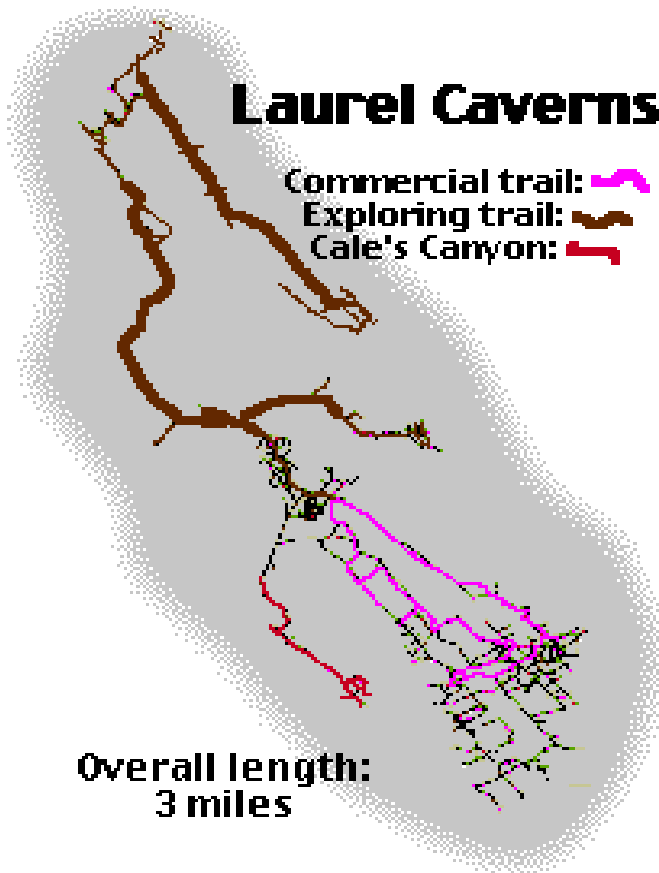 Laurel Caverns
Commercial trail:
Exploring trail:
Cale's Canyon:
Overall length:
3 miles